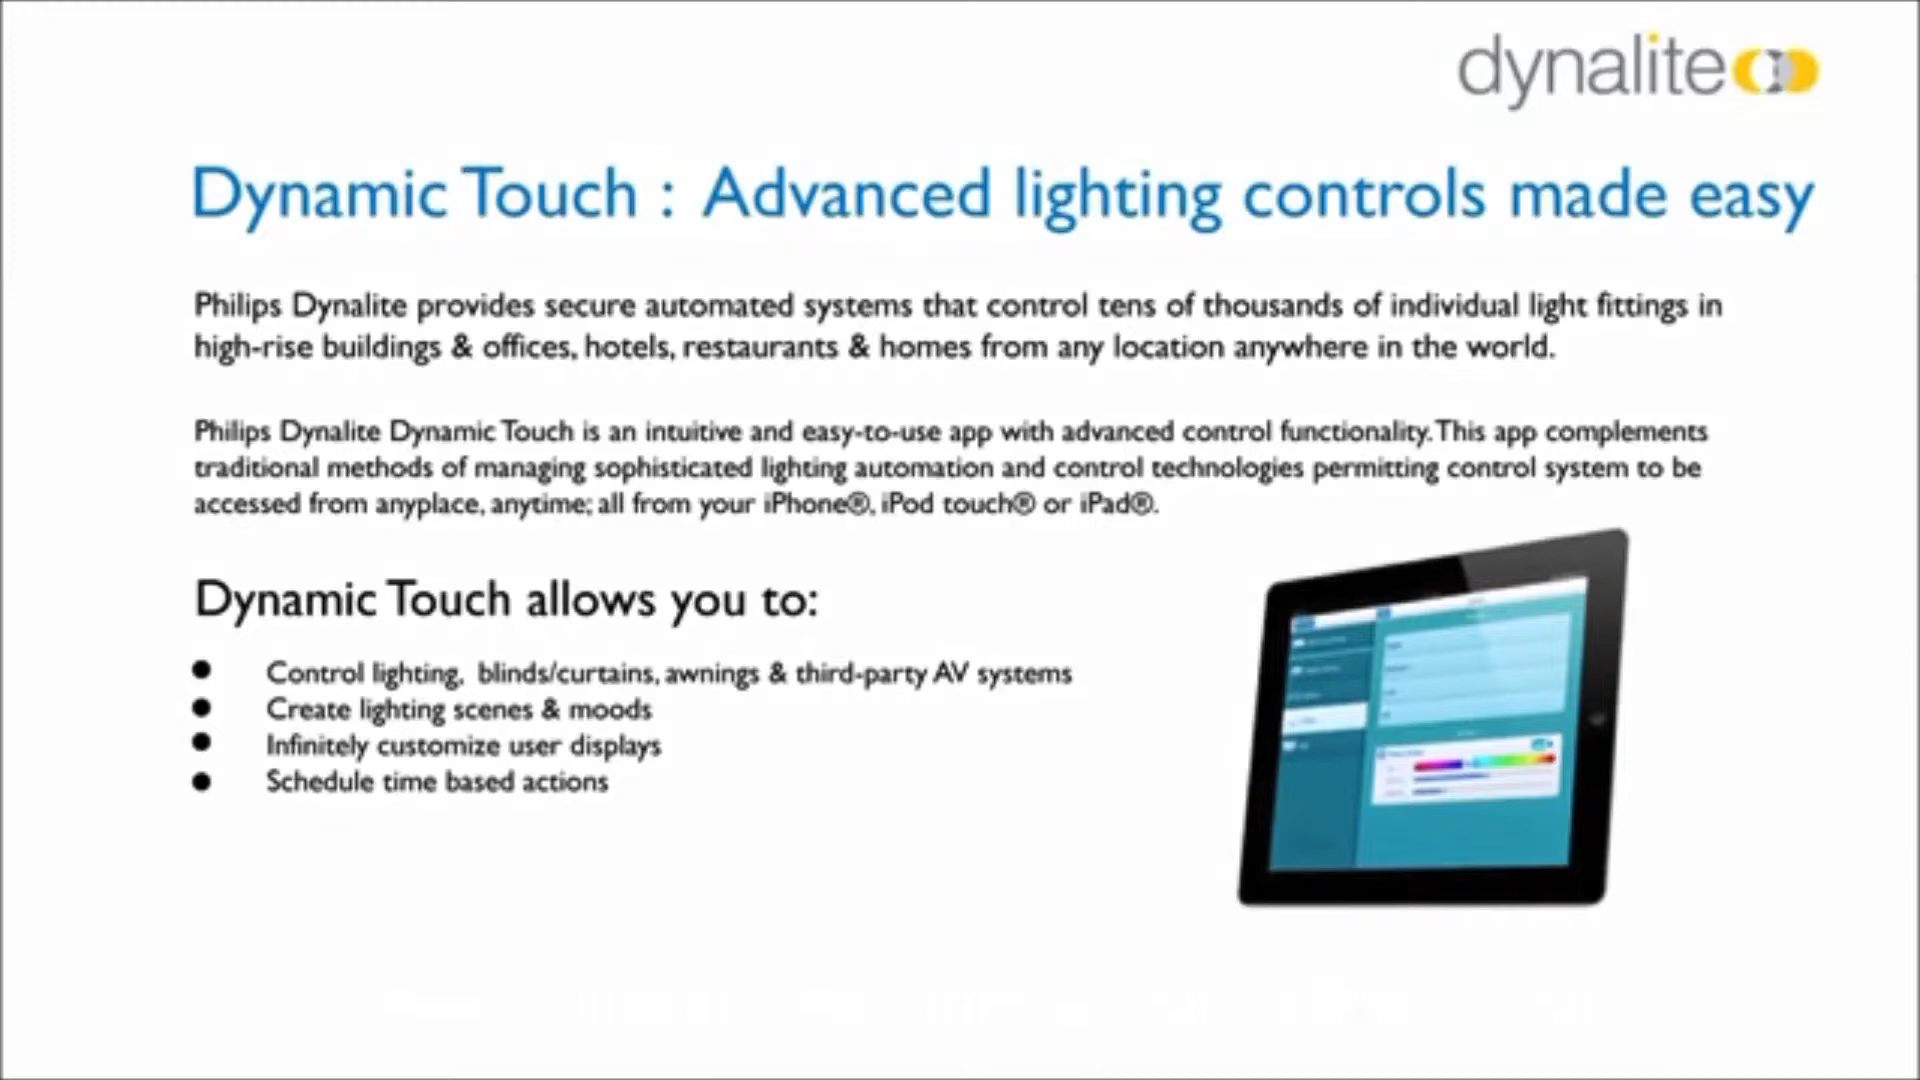 dynalite
Dynamic Touch : Advanced lighting controls made easy
Philips Dynalite provides secure automated systems that control tens of thousands of individual light fittings in
high-rise buildings & offices, hotels, restaurants & homes from any location anywhere in the world.
Philips Dynalite Dynamic Touch is an intuitive and easy-to-use app with advanced control functionality. This app complements
traditional methods of managing sophisticated lighting automation and control technologies permitting control system to be
accessed from anyplace, anytime; all from your iPhone®, iPod touch® or iPad®.
Dynamic Touch allows you to:
● Control lighting, blinds/curtains, awnings & third-party AV systems
● Create lighting scenes & moods
● Infinitely customize user displays
● Schedule time based actions